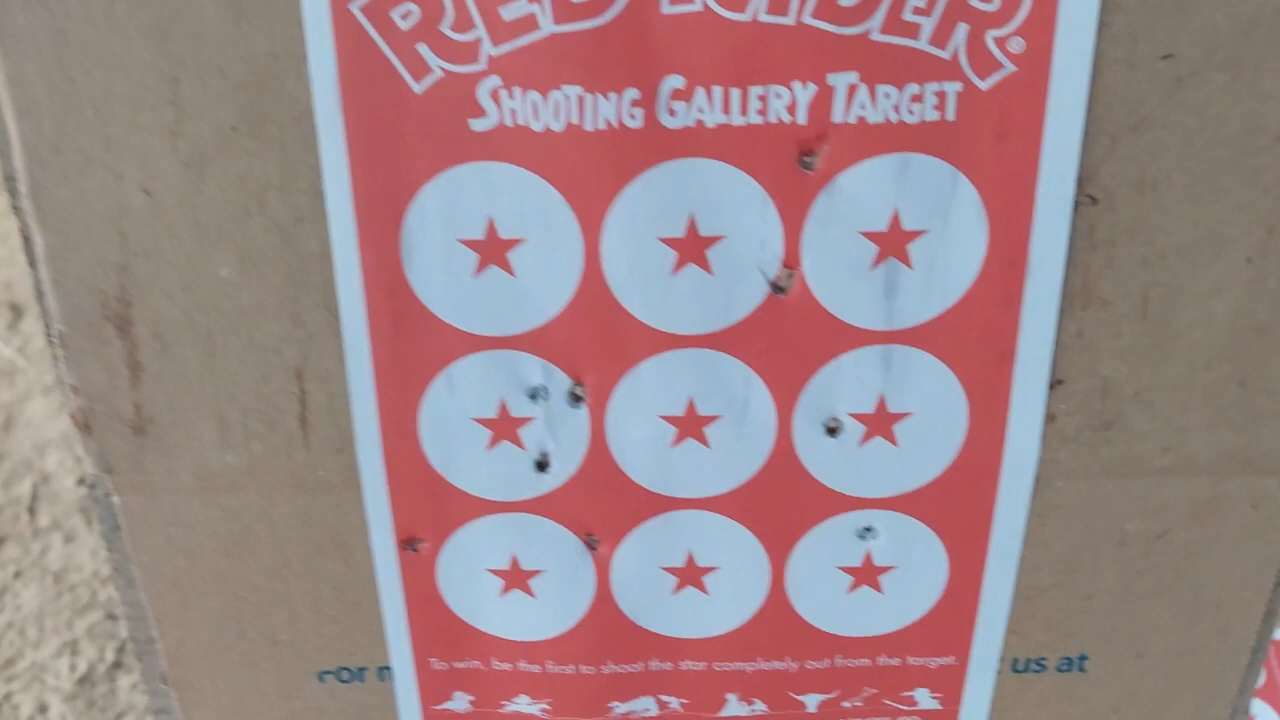 RED RYDER®
SHOOTING GALLERY TARGET
To win, be the first to shoot the star completely out from the target.
us at